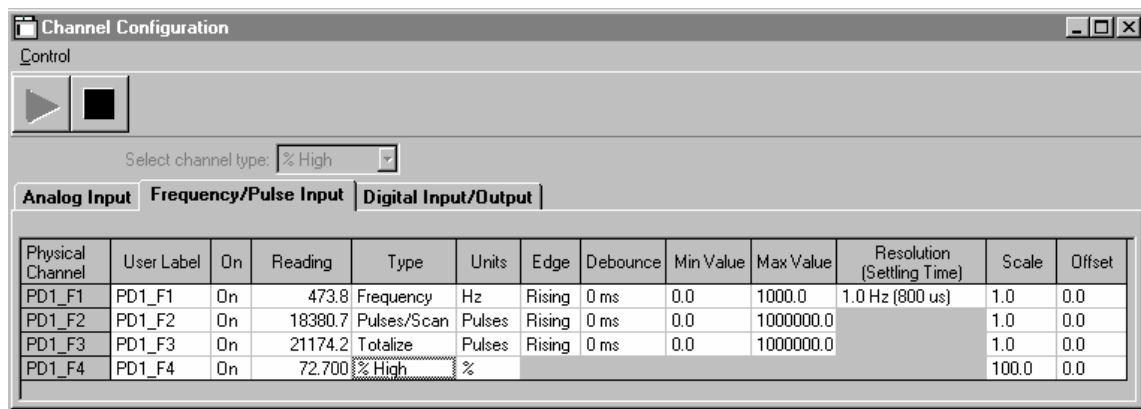 Channel Configuration
Control
Select channel type: % High
Analog Input Frequency/Pulse Input Digital Input/Output
Physical Channel User Label On Reading Type Units Edge Debounce Min Value Max Value Resolution (Settling Time) Scale Offset
PD1_F1 PD1_F1 On 473.8 Frequency Hz Rising 0 ms 0.0 1000.0 1.0 Hz (800 us) 1.0 0.0
PD1_F2 PD1_F2 On 18380.7 Pulses/Scan Pulses Rising 0 ms 0.0 1000000.0 1.0 0.0
PD1_F3 PD1_F3 On 21174.2 Totalize Pulses Rising 0 ms 0.0 1000000.0 1.0 0.0
PD1_F4 PD1_F4 On 72.700 % High % 100.0 0.0